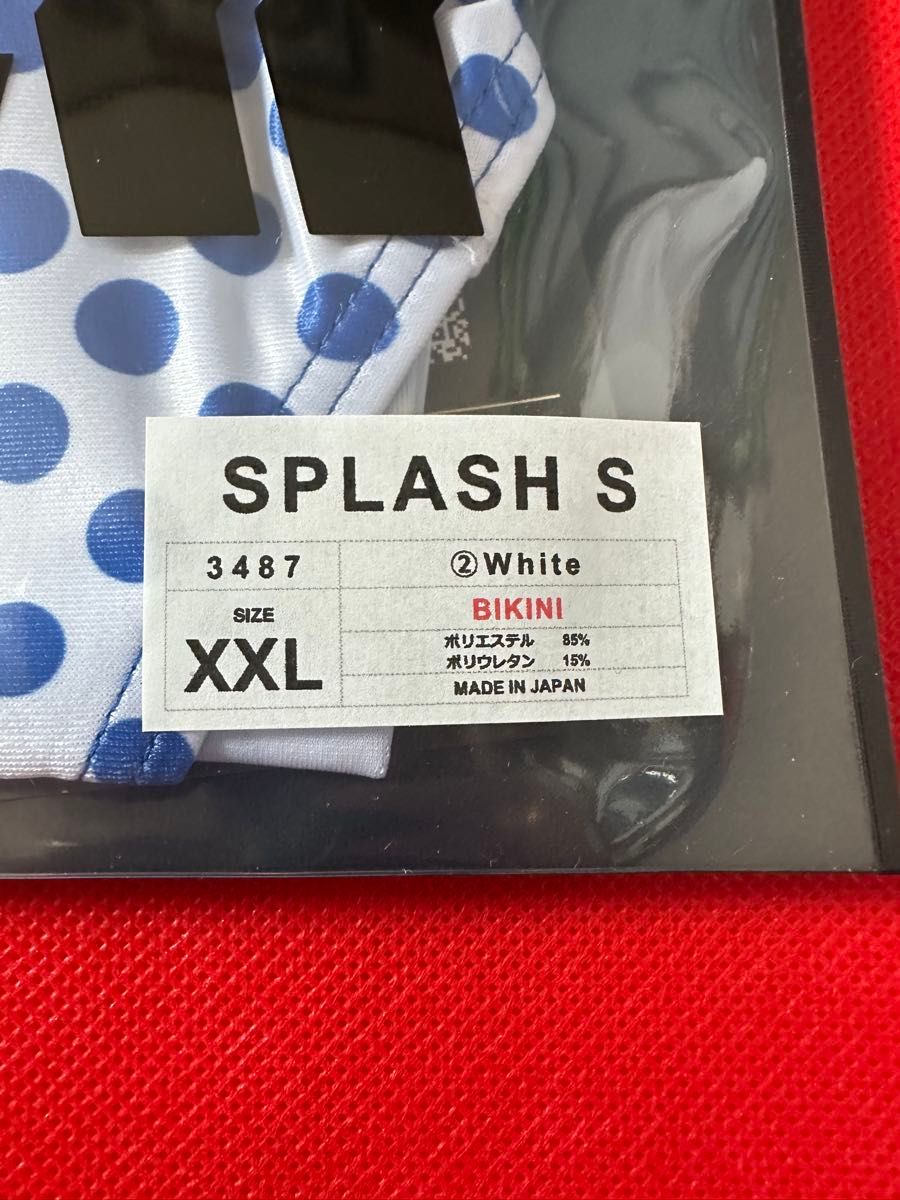 SPLASH S
3487
②White
SIZE
XXL
BIKINI
ポリエステル 85%
ポリウレタン 15%
MADE IN JAPAN